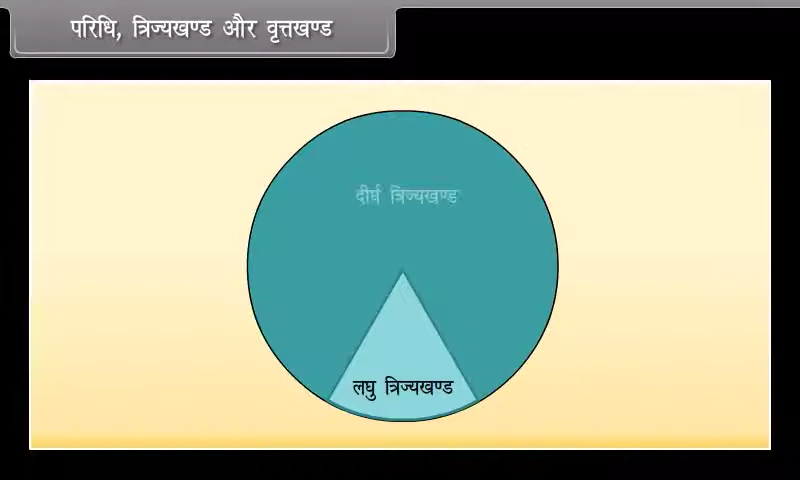 परिधि, त्रिज्यखण्ड और वृत्तखण्ड
दीर्घ त्रिज्यखण्ड
लघु त्रिज्यखण्ड